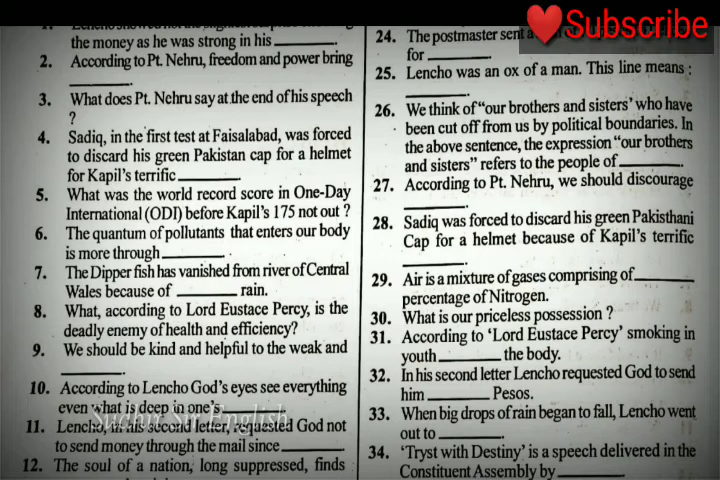 the money as he was strong in his ________.
2. According to Pt. Nehru, freedom and power bring
________.
3. What does Pt. Nehru say at the end of his speech
?
4. Sadiq, in the first test at Faisalabad, was forced
to discard his green Pakistan cap for a helmet
for Kapil's terrific ________.
5. What was the world record score in One-Day
International (ODI) before Kapil's 175 not out ?
6. The quantum of pollutants that enters our body
is more through ________.
7. The Dipper fish has vanished from river of Central
Wales because of ________ rain.
8. What, according to Lord Eustace Percy, is the
deadly enemy of health and efficiency?
9. We should be kind and helpful to the weak and
________.
10. According to Lencho God's eyes see everything
even what is deep in one's ________.
11. Lencho, in his second letter, requested God not
to send money through the mail since ________
12. The soul of a nation, long suppressed, finds
Sudhir Sir English
Subscribe
24. The postmaster sent a
for ________.
25. Lencho was an ox of a man. This line means :
________.
26. We think of "our brothers and sisters' who have
been cut off from us by political boundaries. In
the above sentence, the expression "our brothers
and sisters" refers to the people of ________.
27. According to Pt. Nehru, we should discourage
________.
28. Sadiq was forced to discard his green Pakisthani
Cap for a helmet because of Kapil's terrific
________.
29. Air is a mixture of gases comprising of ________
percentage of Nitrogen.
30. What is our priceless possession ?
31. According to 'Lord Eustace Percy' smoking in
youth ________ the body.
32. In his second letter Lencho requested God to send
him ________ Pesos.
33. When big drops of rain began to fall, Lencho went
out to ________.
34. 'Tryst with Destiny' is a speech delivered in the
Constituent Assembly by ________